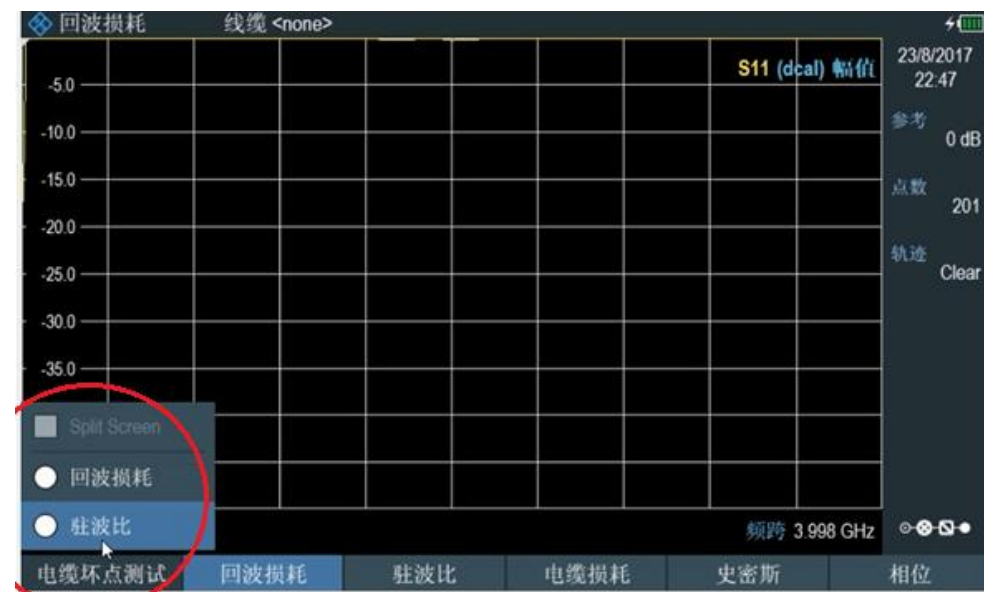 回波损耗 线缆 <none>
S11 (dcal) 幅值
23/8/2017
22:47
参考
0 dB
点数
201
轨迹
Clear
-5.0
-10.0
-15.0
-20.0
-25.0
-30.0
-35.0
Split Screen
回波损耗
驻波比
频跨 3.998 GHz
电缆坏点测试 回波损耗 驻波比 电缆损耗 史密斯 相位